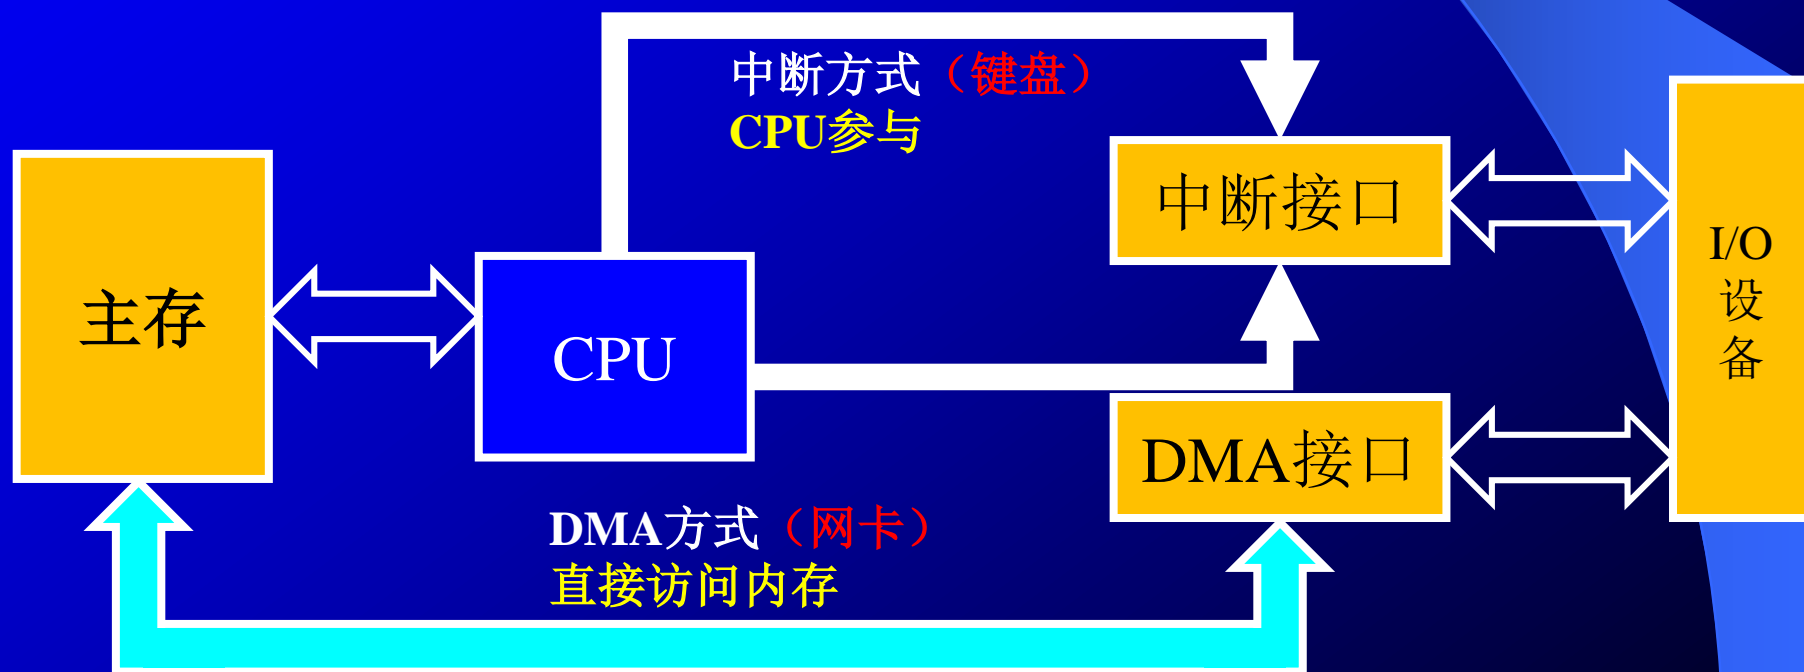 中断方式（键盘）
CPU参与
中断接口
主存
CPU
I/O
设
备
DMA接口
DMA方式（网卡）
直接访问内存